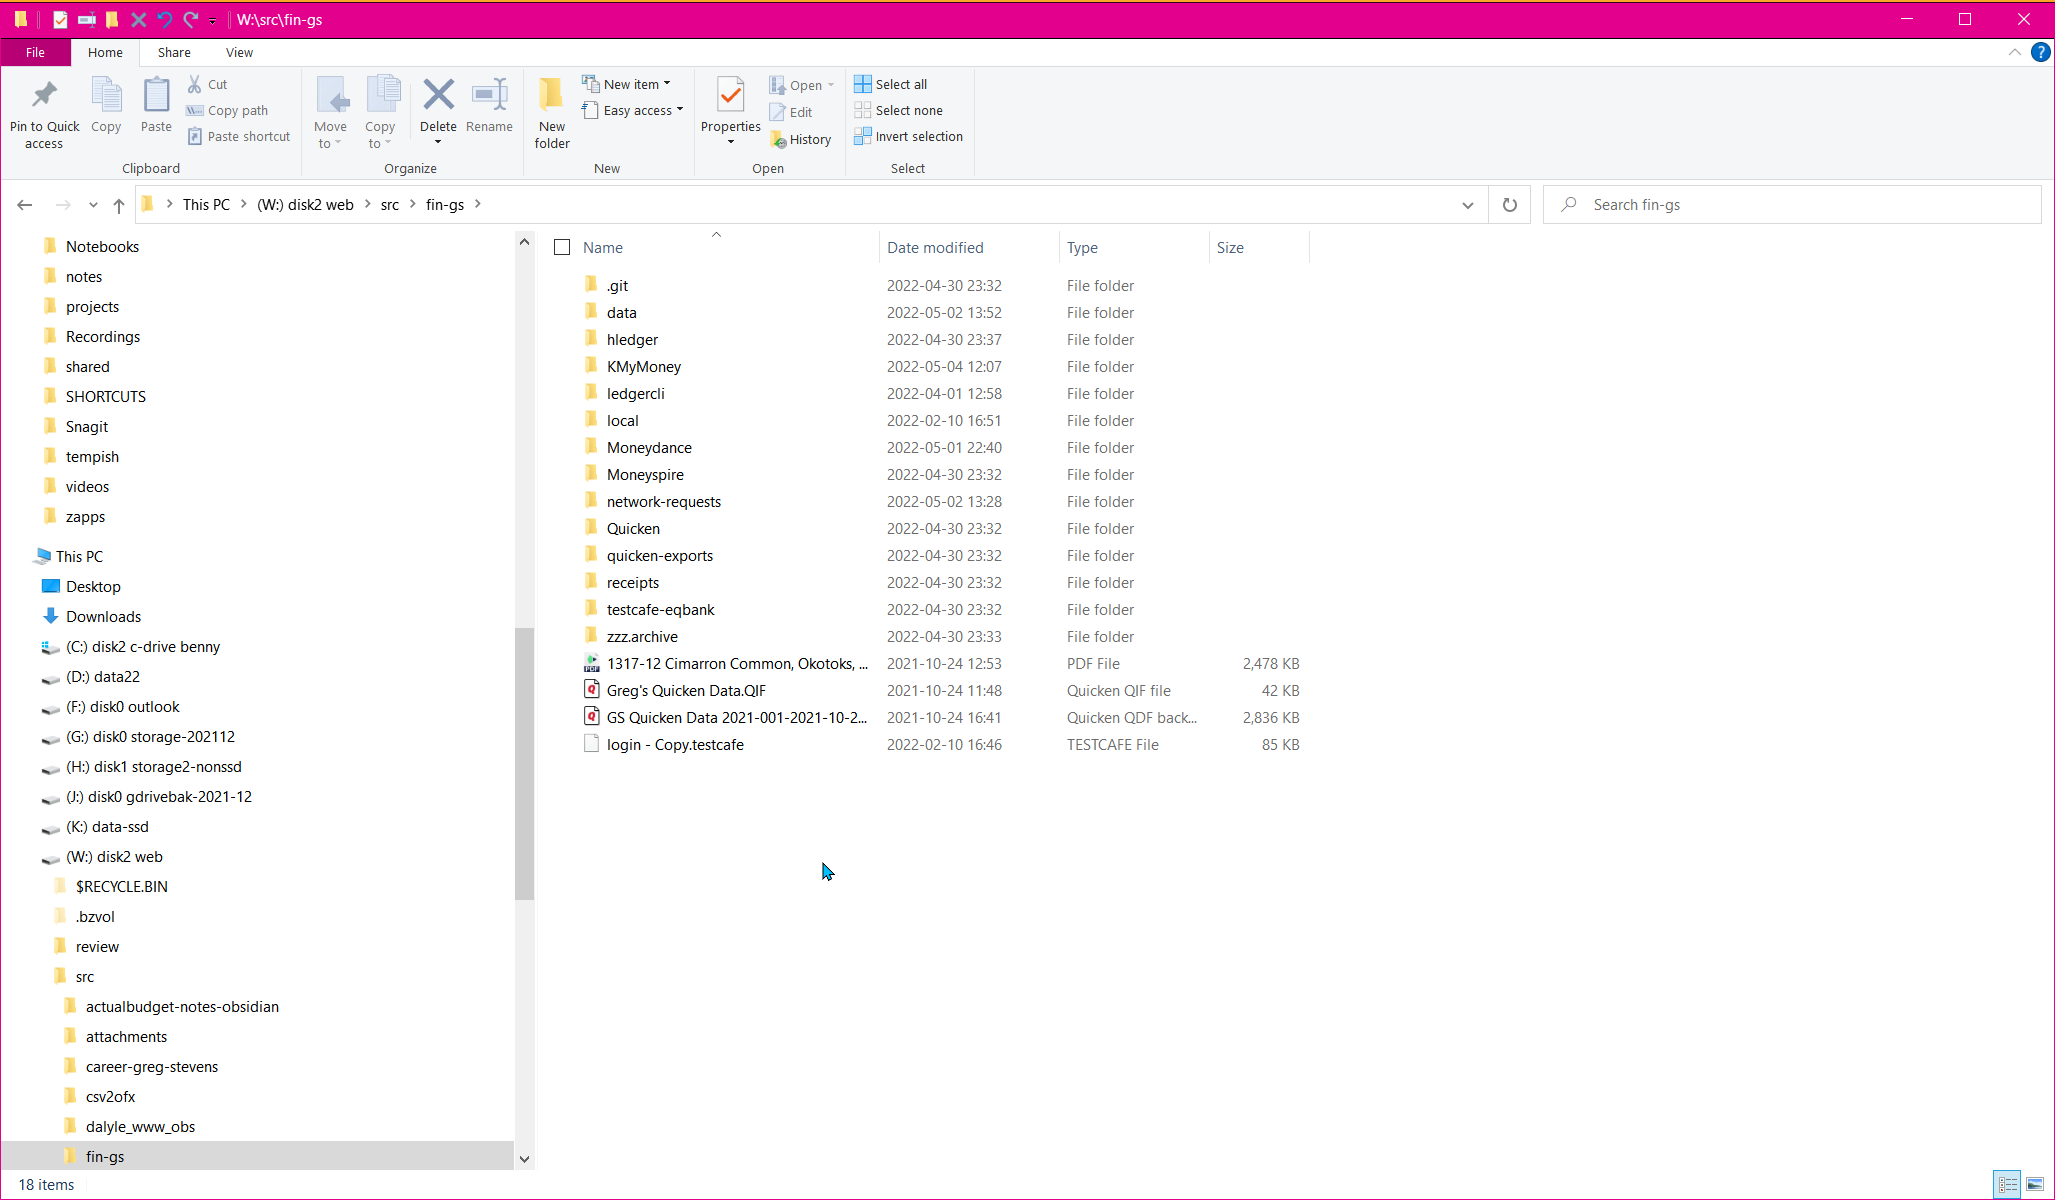 W:\src\fin-gs
File Home Share View
Pin to Quick access
Copy
Paste
Cut
Copy path
Paste shortcut
Clipboard
Move to
Copy to
Delete
Rename
Organize
New folder
New item
Easy access
New
Properties
Open
Edit
History
Open
Select all
Select none
Invert selection
Select
This PC (W:) disk2 web src fin-gs
Search fin-gs
Notebooks
notes
projects
Recordings
shared
SHORTCUTS
Snagit
tempish
videos
zapps
This PC
Desktop
Downloads
(C:) disk2 c-drive benny
(D:) data22
(F:) disk0 outlook
(G:) disk0 storage-202112
(H:) disk1 storage2-nonssd
(J:) disk0 gdrivebak-2021-12
(K:) data-ssd
(W:) disk2 web
$RECYCLE.BIN
.bzvol
review
src
actualbudget-notes-obsidian
attachments
career-greg-stevens
csv2ofx
dalyle_www_obs
fin-gs
Name Date modified Type Size
.git 2022-04-30 23:32 File folder
data 2022-05-02 13:52 File folder
hledger 2022-04-30 23:37 File folder
KMyMoney 2022-05-04 12:07 File folder
ledgercli 2022-04-01 12:58 File folder
local 2022-02-10 16:51 File folder
Moneydance 2022-05-01 22:40 File folder
Moneyspire 2022-04-30 23:32 File folder
network-requests 2022-05-02 13:28 File folder
Quicken 2022-04-30 23:32 File folder
quicken-exports 2022-04-30 23:32 File folder
receipts 2022-04-30 23:32 File folder
testcafe-eqbank 2022-04-30 23:32 File folder
zzz.archive 2022-04-30 23:33 File folder
1317-12 Cimarron Common, Okotoks, ... 2021-10-24 12:53 PDF File 2,478 KB
Greg's Quicken Data.QIF 2021-10-24 11:48 Quicken QIF file 42 KB
GS Quicken Data 2021-001-2021-10-2... 2021-10-24 16:41 Quicken QDF back... 2,836 KB
login - Copy.testcafe 2022-02-10 16:46 TESTCAFE File 85 KB
18 items